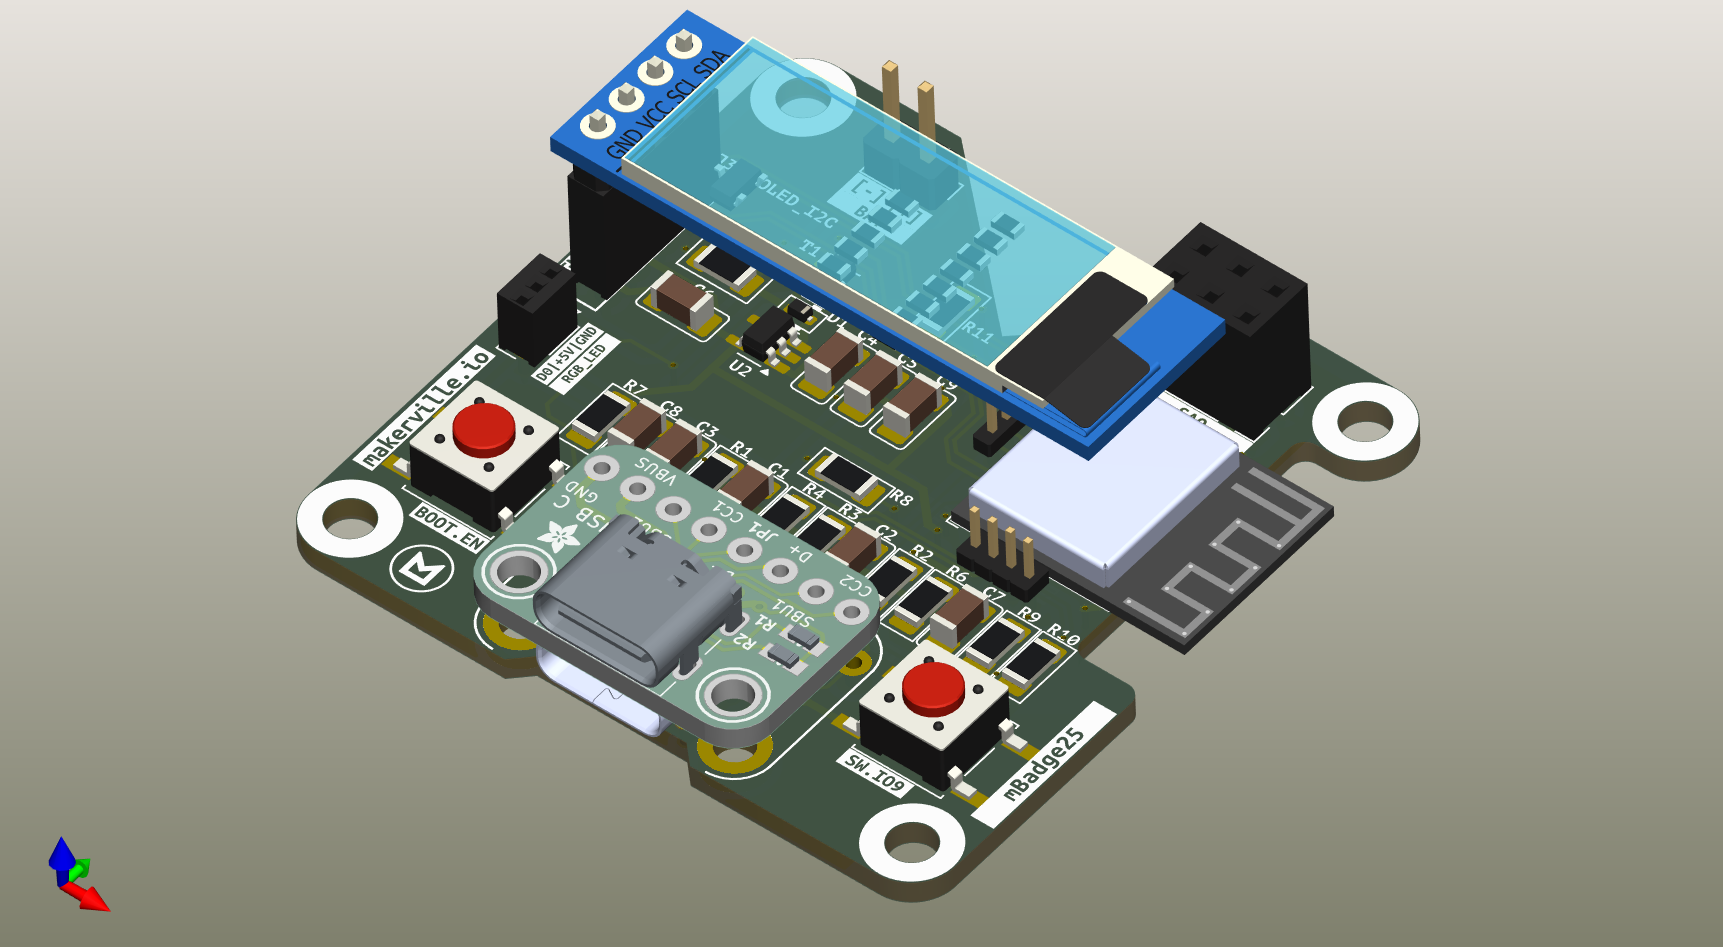 GND VCC SCL SDA
J3
OLED_I2C
[-]
B
T1
R11
D1
C4
C5
C9
U2
D0|+5V|GND
RGB_LED
makerville.io
BOOT.EN
R7
C8
C3
R1
C1
R4
R3
C2
R2
R6
C7
R9
R10
R8
VBUS
GND
CC1
JP1
D+
CC2
SBU1
R1
R2
USB C
SW.IO9
mBadge25